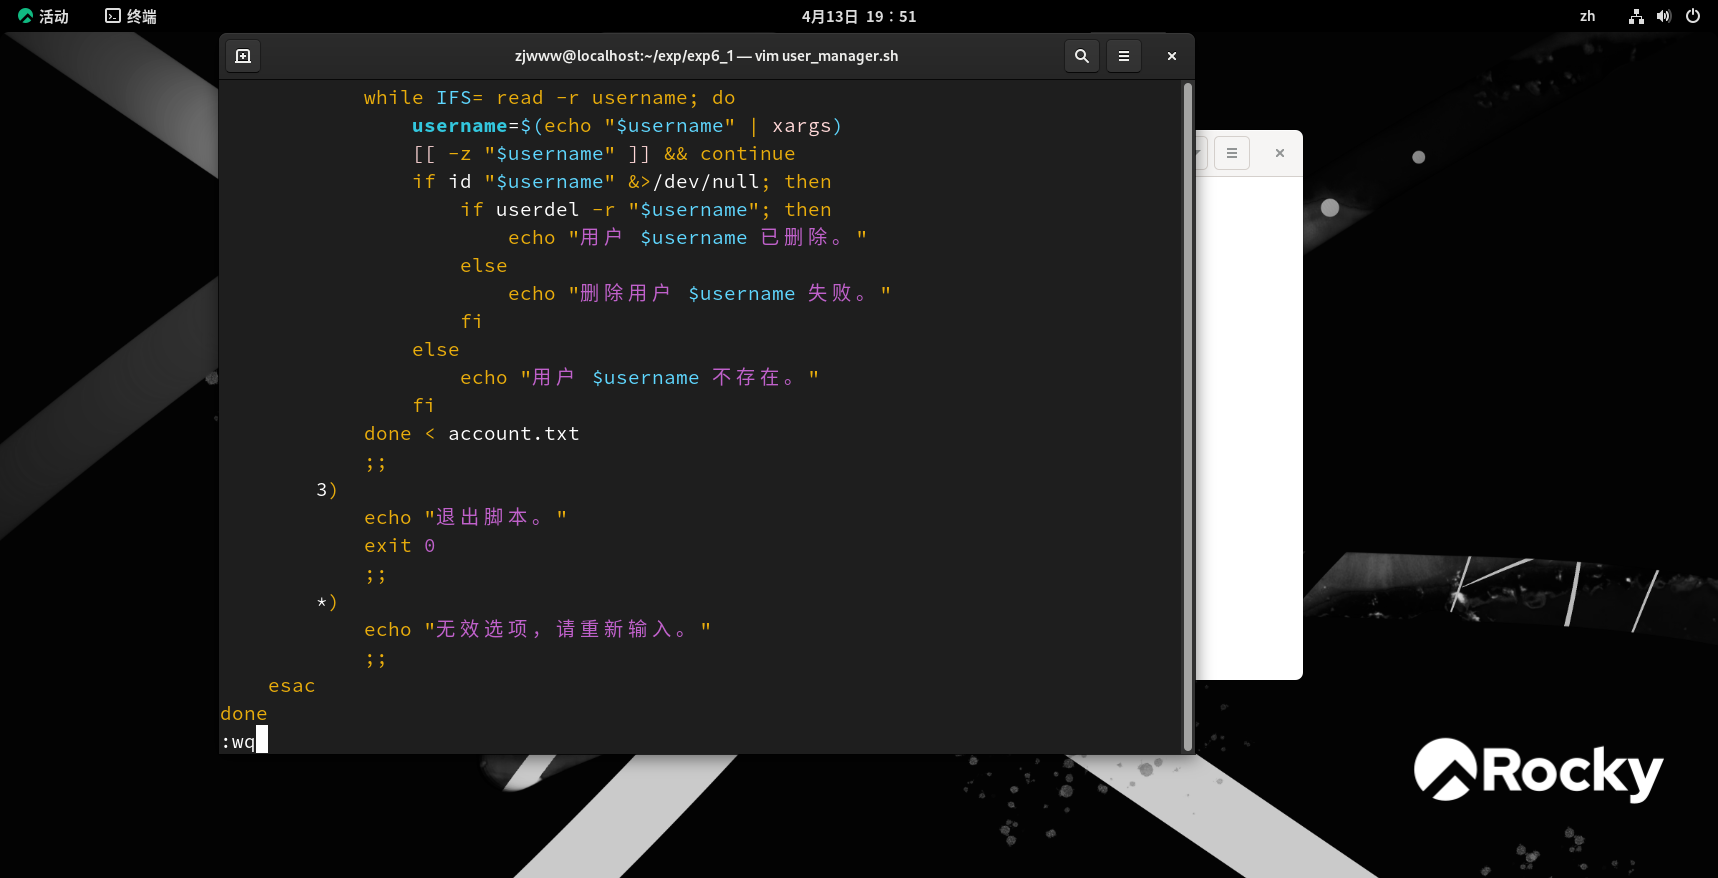 活动 终端 4月13日 19：51 zh
zjwww@localhost:~/exp/exp6_1 — vim user_manager.sh
while IFS= read -r username; do
username=$(echo "$username" | xargs)
[[ -z "$username" ]] && continue
if id "$username" &>/dev/null; then
if userdel -r "$username"; then
echo "用户 $username 已删除。"
else
echo "删除用户 $username 失败。"
fi
else
echo "用户 $username 不存在。"
fi
done < account.txt
;;
3)
echo "退出脚本。"
exit 0
;;
*)
echo "无效选项，请重新输入。"
;;
esac
done
:wq
Rocky